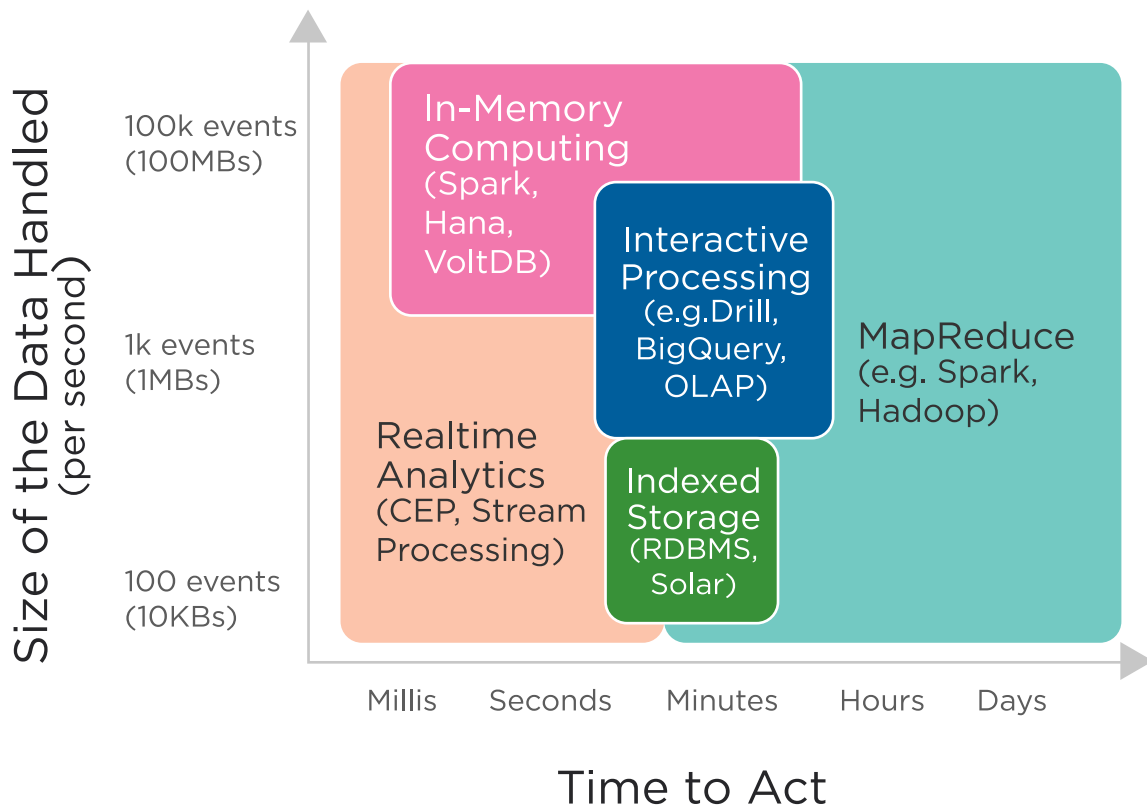 Size of the Data Handled
(per second)
100k events
(100MBs)
1k events
(1MBs)
100 events
(10KBs)
In-Memory
Computing
(Spark,
Hana,
VoltDB)
Interactive
Processing
(e.g.Drill,
BigQuery,
OLAP)
MapReduce
(e.g. Spark,
Hadoop)
Realtime
Analytics
(CEP, Stream
Processing)
Indexed
Storage
(RDBMS,
Solar)
Millis
Seconds
Minutes
Hours
Days
Time to Act